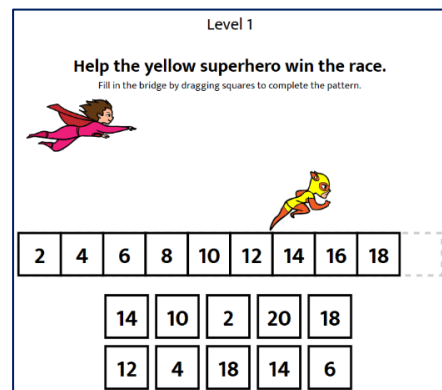 Level 1
Help the yellow superhero win the race.
Fill in the bridge by dragging squares to complete the pattern.
2 4 6 8 10 12 14 16 18
14 10 2 20 18
12 4 18 14 6